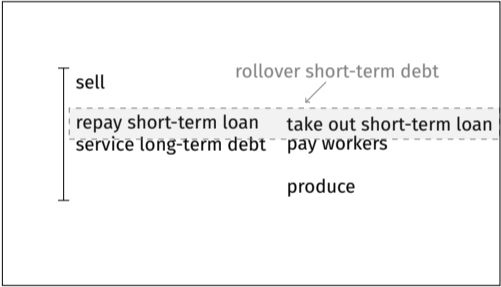 rollover short-term debt
sell
repay short-term loan
service long-term debt
take out short-term loan
pay workers
produce